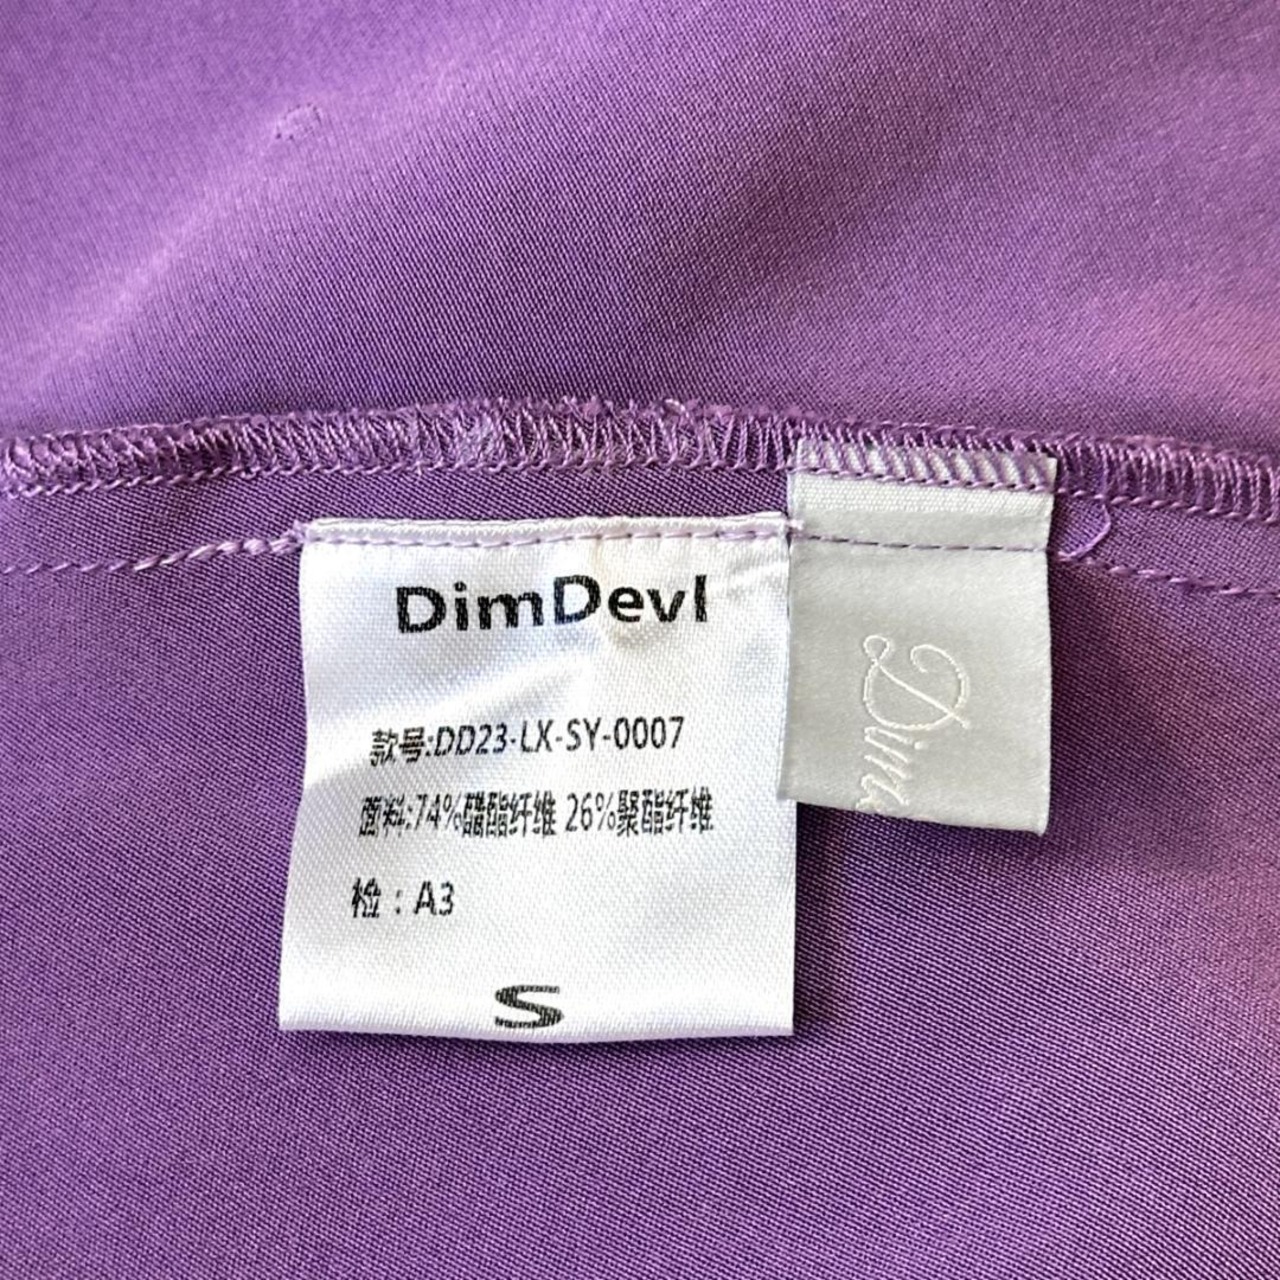 DimDevl
款号:DD23-LX-SY-0007
面料:74%醋酯纤维 26%聚酯纤维
检：A3
S
Dim